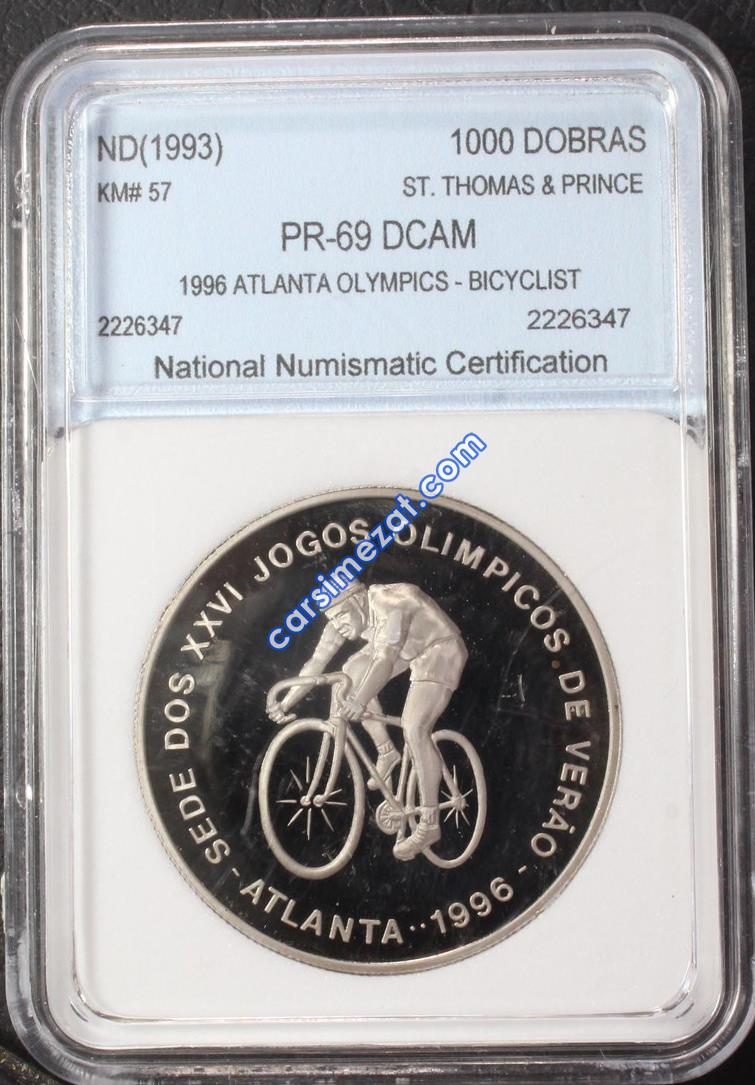 ND(1993) 1000 DOBRAS
KM# 57 ST. THOMAS & PRINCE
PR-69 DCAM
1996 ATLANTA OLYMPICS - BICYCLIST
2226347 2226347
National Numismatic Certification
carsimezat.com
SEDE DOS XXVI JOGOS OLIMPICOS DE VERÃO
- ATLANTA · · 1996 -